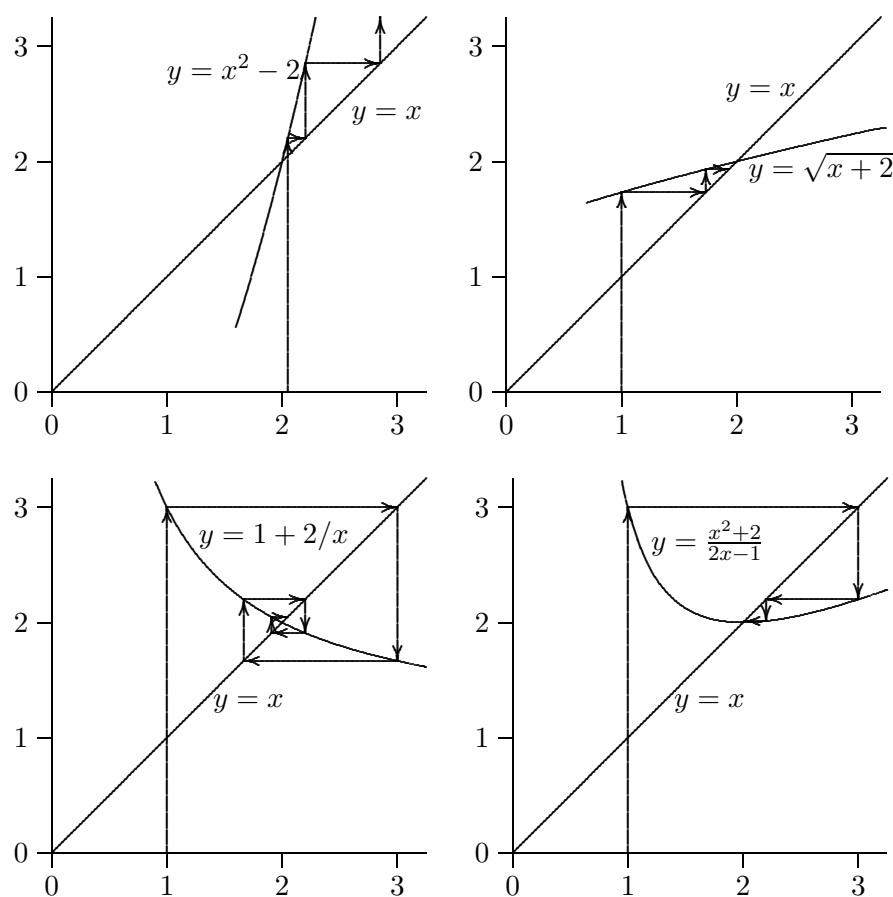 3
y = x² − 2
y = x
2
1
0
0 1 2 3
3
y = x
2
y = √x + 2
1
0
0 1 2 3
3
y = 1 + 2/x
2
y = x
1
0
0 1 2 3
3
y = x²+2 / 2x−1
2
y = x
1
0
0 1 2 3